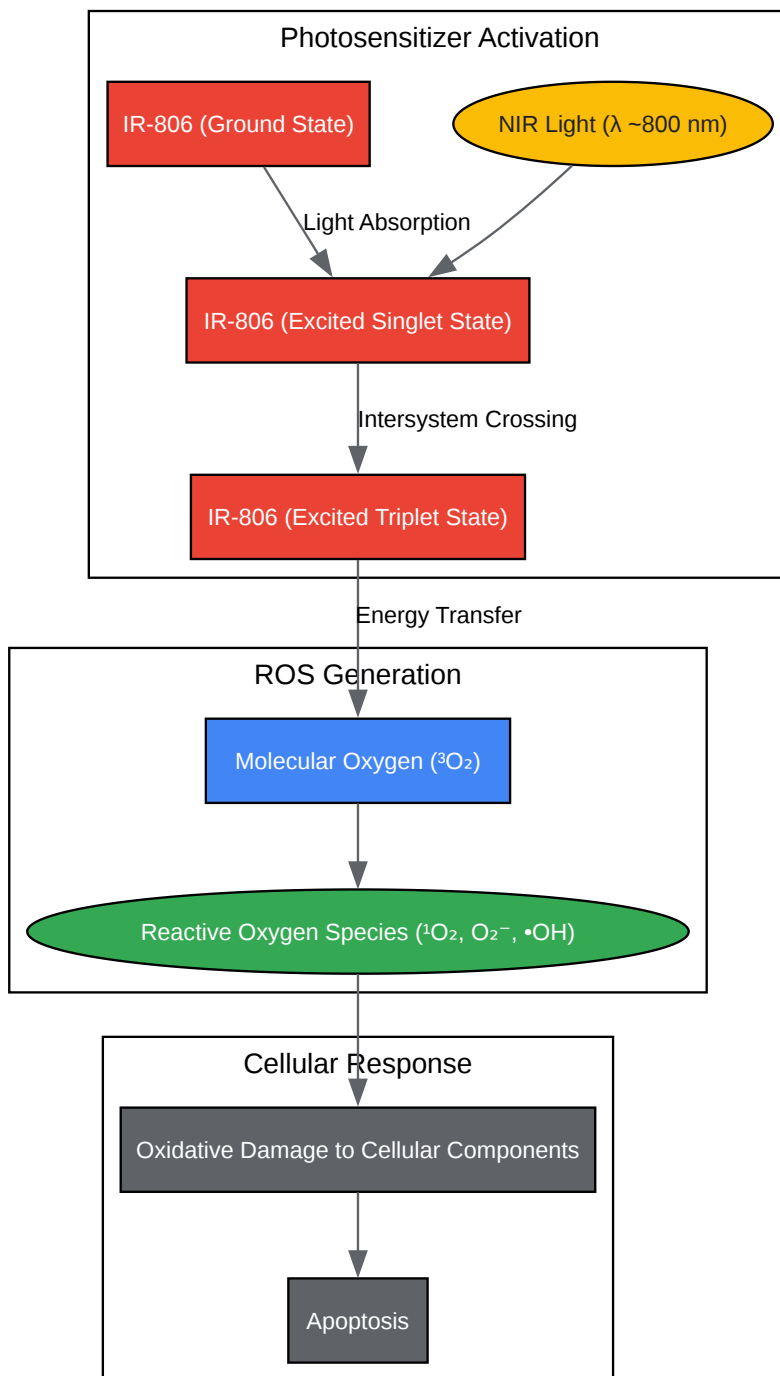 Photosensitizer Activation
IR-806 (Ground State)
NIR Light (λ ~800 nm)
Light Absorption
IR-806 (Excited Singlet State)
Intersystem Crossing
IR-806 (Excited Triplet State)
Energy Transfer
ROS Generation
Molecular Oxygen (³O₂)
Reactive Oxygen Species (¹O₂, O₂⁻, •OH)
Cellular Response
Oxidative Damage to Cellular Components
Apoptosis